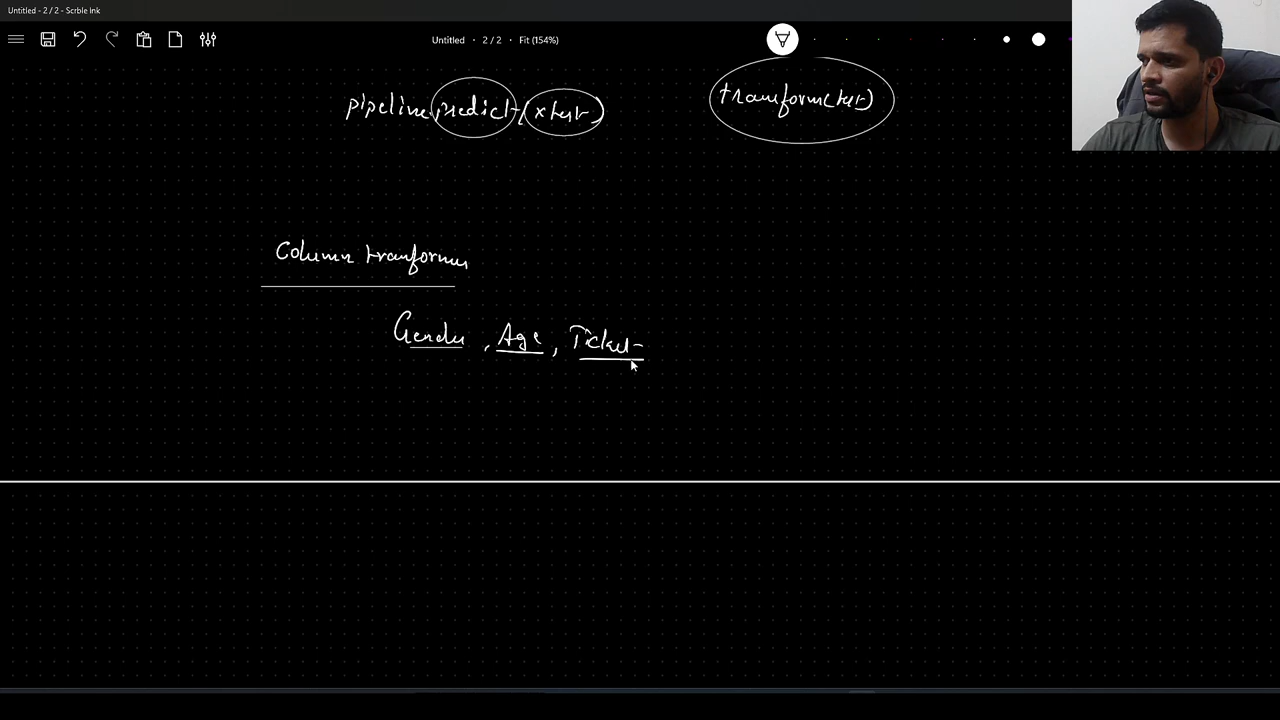 Untitled - 2 / 2 - Scrble Ink
Untitled • 2 / 2 • Fit (154%)
pipeline.predict(xtest) transform(test)
Column tranformer
Gender, Age, Ticket